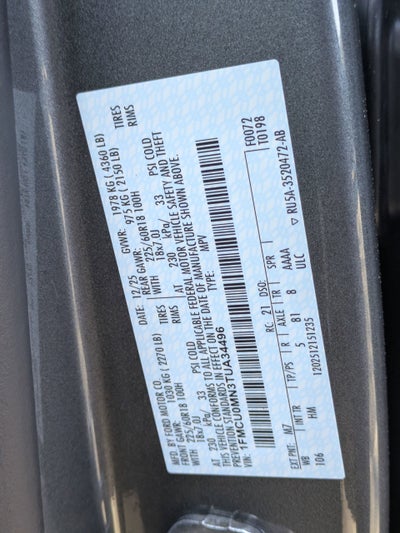 MFD. BY FORD MOTOR CO.
DATE: 12/25 GVWR: 1978 KG ( 4360 LB)
FRONT GAWR: 1030 KG ( 2270 LB) REAR GAWR: 975 KG ( 2150 LB)
225/60R18 100H WITH 225/60R18 100H TIRES
18x7.0J 18x7.0J RIMS
AT 230 kPa/ 33 PSI COLD AT 230 kPa/ 33 PSI COLD
THIS VEHICLE CONFORMS TO ALL APPLICABLE FEDERAL MOTOR VEHICLE SAFETY AND THEFT
PREVENTION STANDARDS IN EFFECT ON THE DATE OF MANUFACTURE SHOWN ABOVE.
VIN: 1FMCU0MN3TUA34496 TYPE: MPV
F0072
T0198
EXT PNT: M7 RC: 21 DSO:
WB INT TR TP/PS R AXLE TR SPR
106 HM 5 81 8 AAAA
ULC
1202512151235
▽ RU5A-3520472-AB